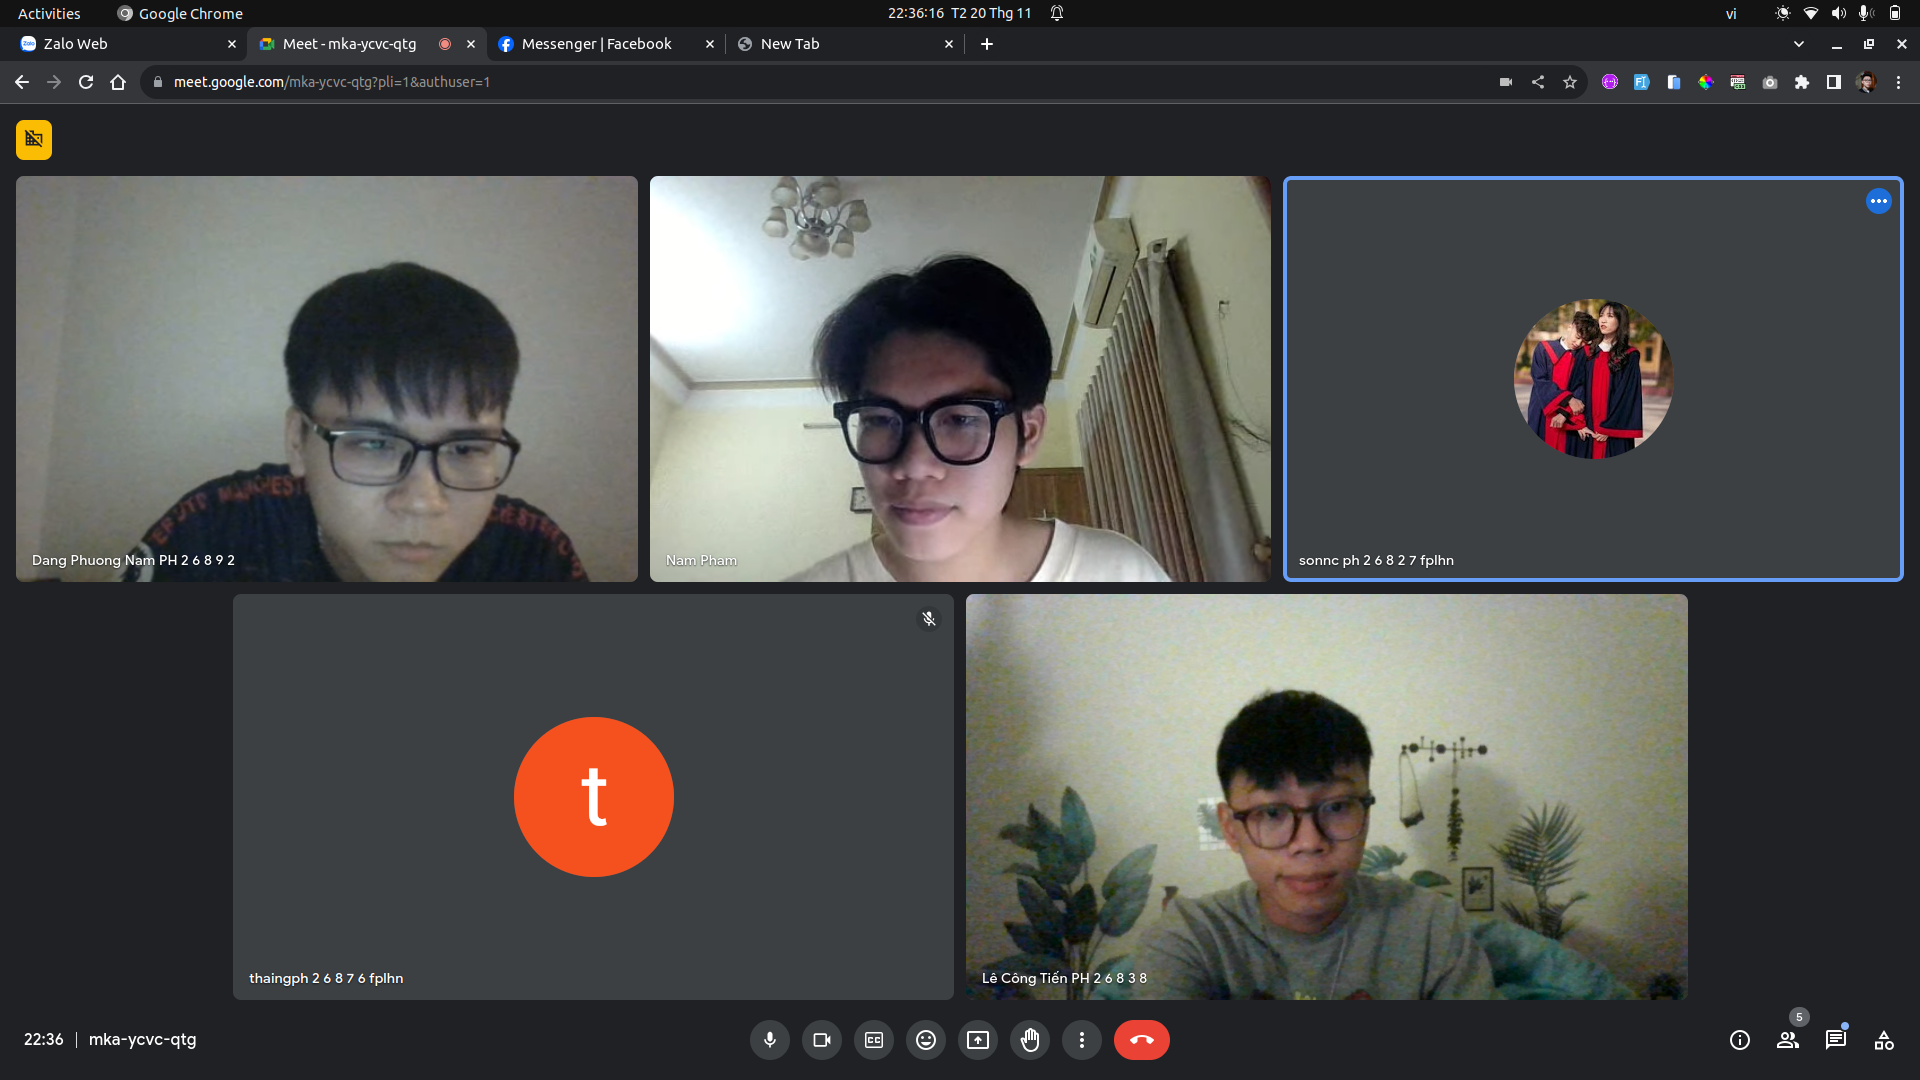 Activities
Google Chrome
22:36:16 T2 20 Thg 11
vi
Zalo Web
Meet - mka-ycvc-qtg
Messenger | Facebook
New Tab
meet.google.com/mka-ycvc-qtg?pli=1&authuser=1
Dang Phuong Nam PH 2 6 8 9 2
Nam Pham
sonnc ph 2 6 8 2 7 fplhn
t
thaingph 2 6 8 7 6 fplhn
Lê Công Tiến PH 2 6 8 3 8
22:36 | mka-ycvc-qtg
5